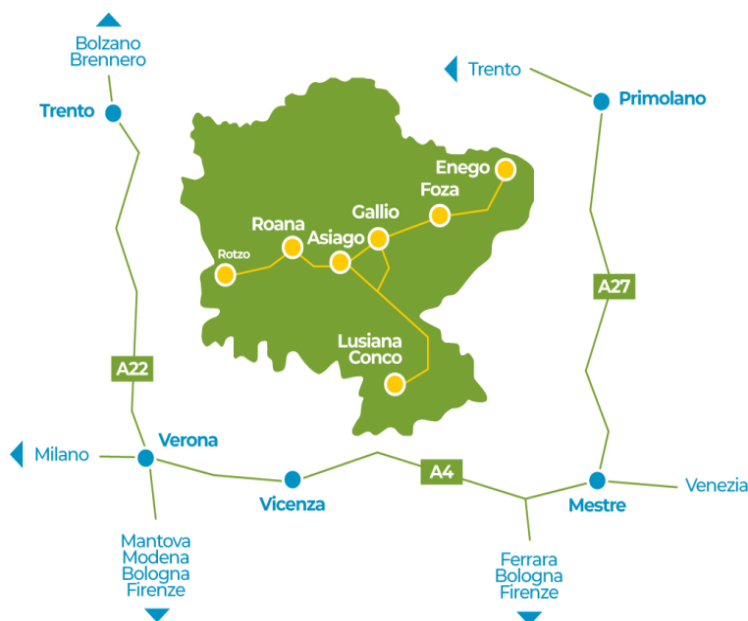 Bolzano
Brennero
Trento
Trento
Primolano
Enego
Foza
Gallio
Roana
Asiago
Rotzo
A27
Lusiana
Conco
A22
Verona
Milano
A4
Vicenza
Mestre
Venezia
Mantova
Modena
Bologna
Firenze
Ferrara
Bologna
Firenze